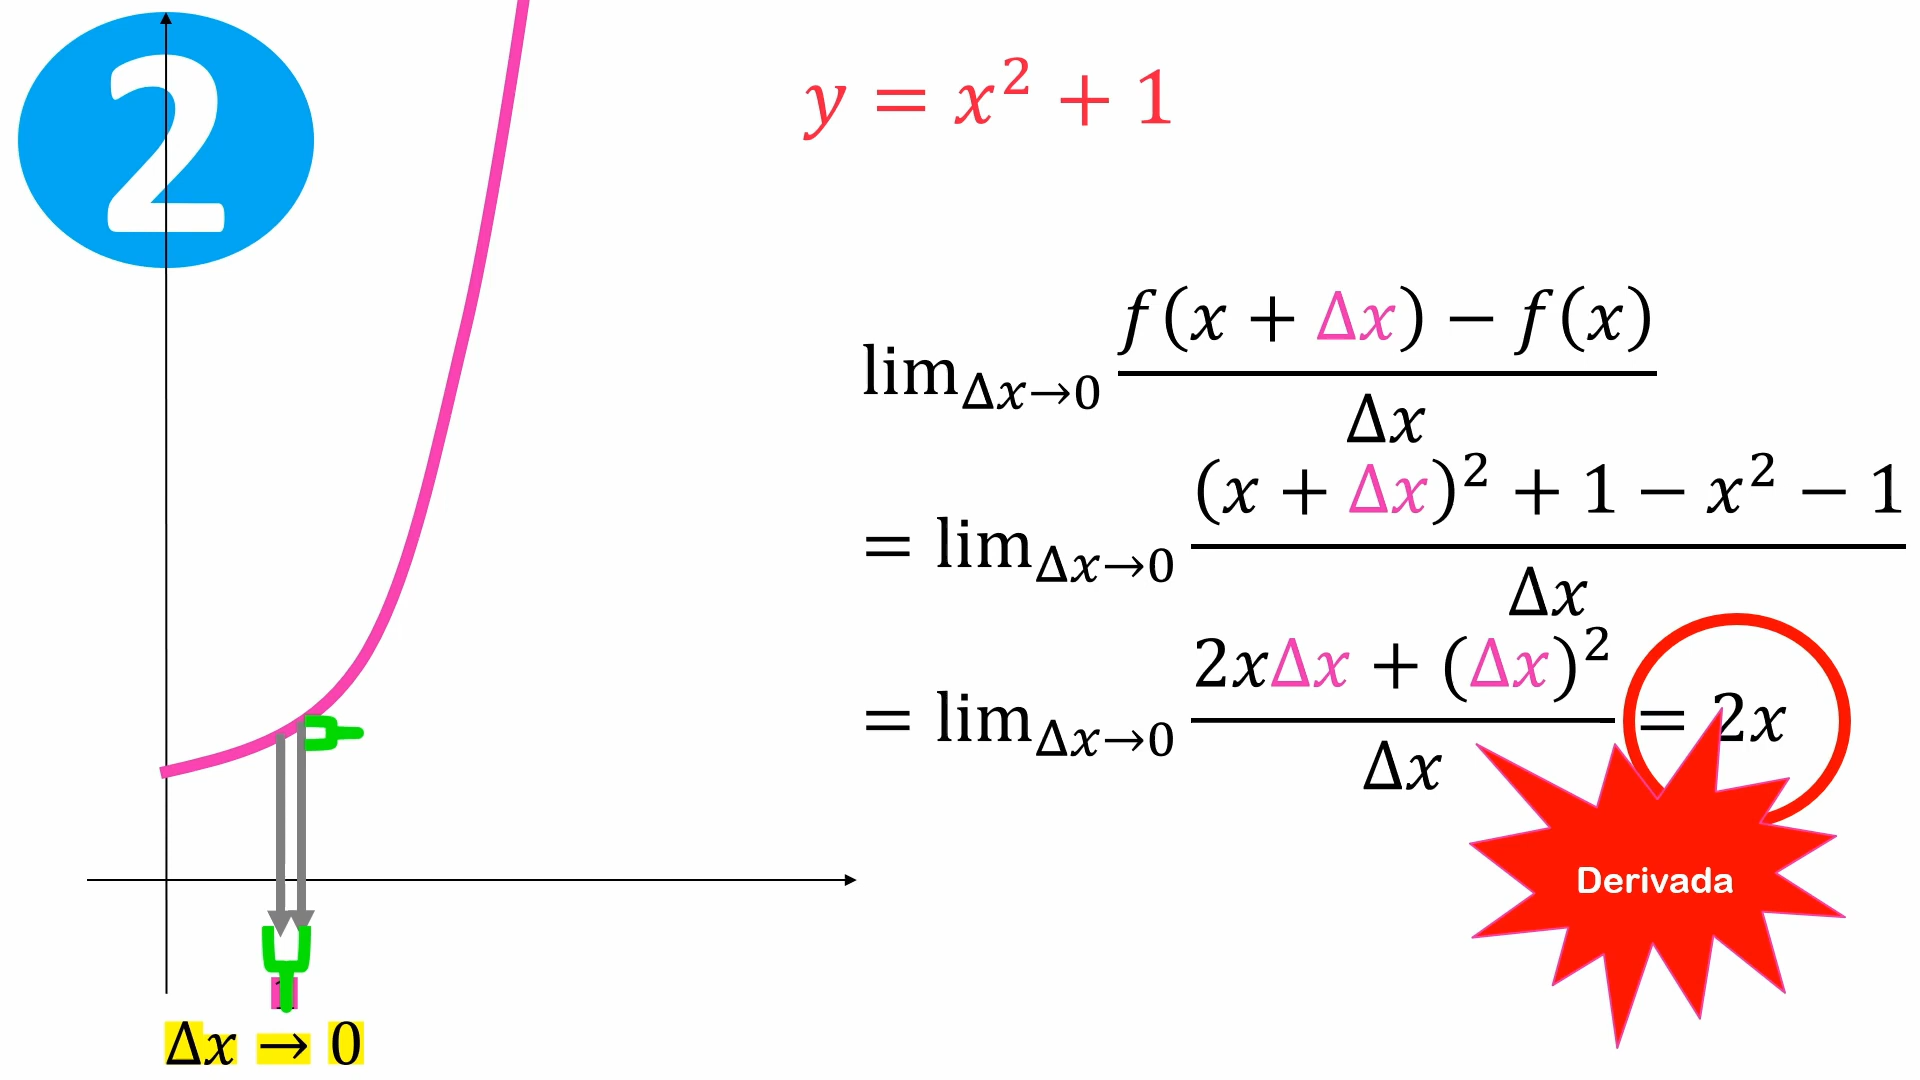 2
y = x² + 1
lim_{Δx→0} (f(x + Δx) − f(x)) / Δx
= lim_{Δx→0} ((x + Δx)² + 1 − x² − 1) / Δx
= lim_{Δx→0} (2xΔx + (Δx)²) / Δx = 2x
Derivada
Δx → 0